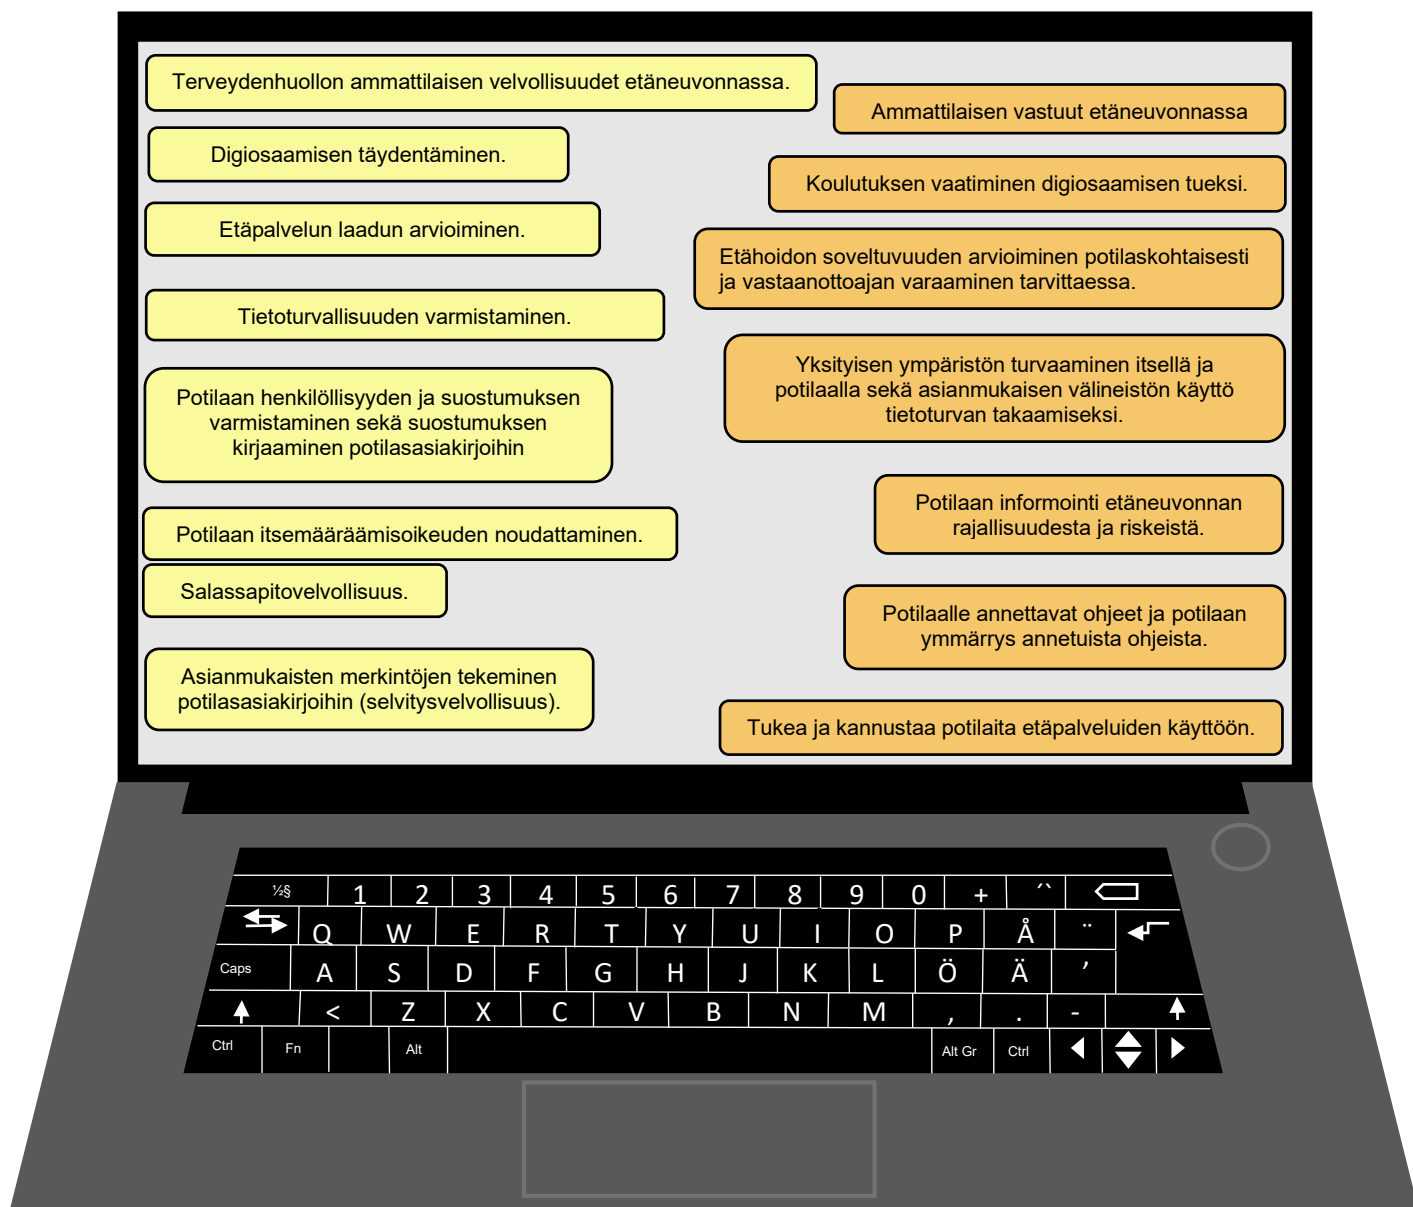 Terveydenhuollon ammattilaisen velvollisuudet etäneuvonnassa.
Digiosaamisen täydentäminen.
Etäpalvelun laadun arvioiminen.
Tietoturvallisuuden varmistaminen.
Potilaan henkilöllisyyden ja suostumuksen
varmistaminen sekä suostumuksen
kirjaaminen potilasasiakirjoihin
Potilaan itsemääräämisoikeuden noudattaminen.
Salassapitovelvollisuus.
Asianmukaisten merkintöjen tekeminen
potilasasiakirjoihin (selvitysvelvollisuus).
Ammattilaisen vastuut etäneuvonnassa
Koulutuksen vaatiminen digiosaamisen tueksi.
Etähoidon soveltuvuuden arvioiminen potilaskohtaisesti
ja vastaanottoajan varaaminen tarvittaessa.
Yksityisen ympäristön turvaaminen itsellä ja
potilaalla sekä asianmukaisen välineistön käyttö
tietoturvan takaamiseksi.
Potilaan informointi etäneuvonnan
rajallisuudesta ja riskeistä.
Potilaalle annettavat ohjeet ja potilaan
ymmärrys annetuista ohjeista.
Tukea ja kannustaa potilaita etäpalveluiden käyttöön.
½§ 1 2 3 4 5 6 7 8 9 0 + ´`
Q W E R T Y U I O P Å ¨
Caps A S D F G H J K L Ö Ä ’
< Z X C V B N M , . -
Ctrl Fn Alt Alt Gr Ctrl